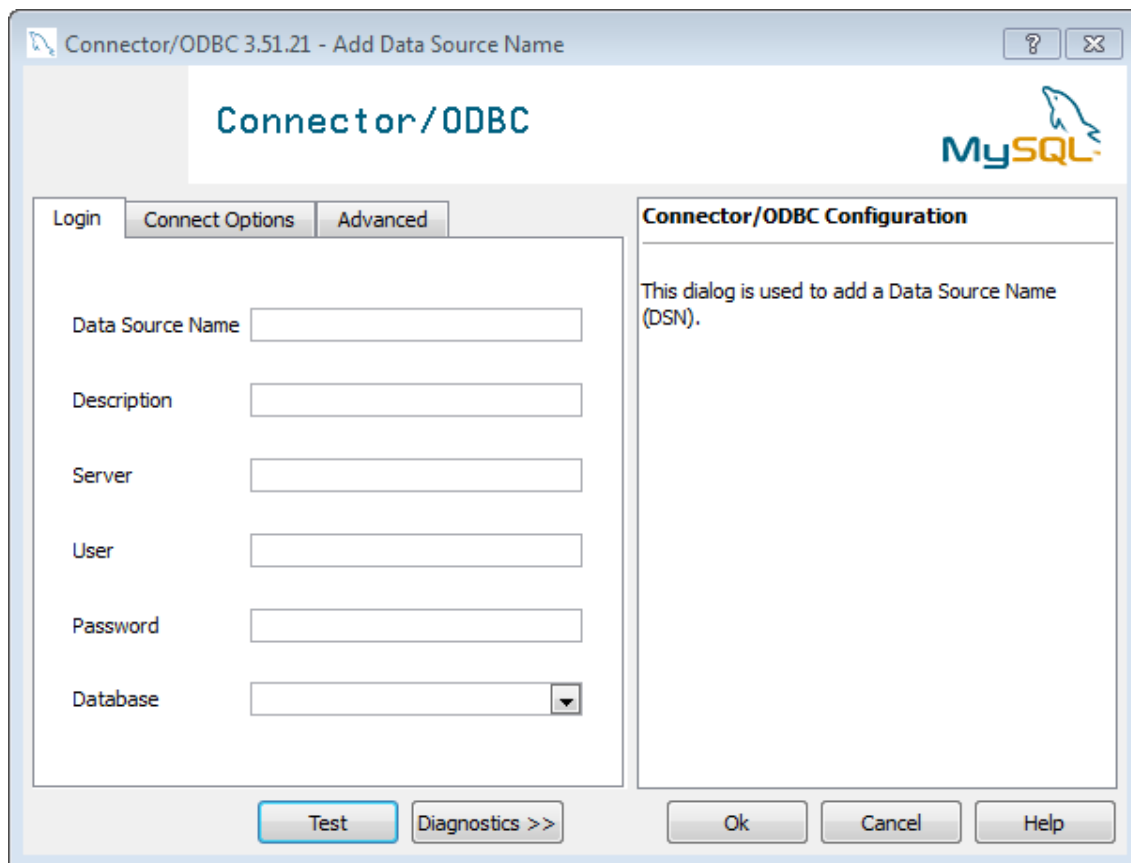 Connector/ODBC 3.51.21 - Add Data Source Name
Connector/ODBC
MySQL
Login
Connect Options
Advanced
Data Source Name
Description
Server
User
Password
Database
Connector/ODBC Configuration
This dialog is used to add a Data Source Name
(DSN).
Test
Diagnostics >>
Ok
Cancel
Help